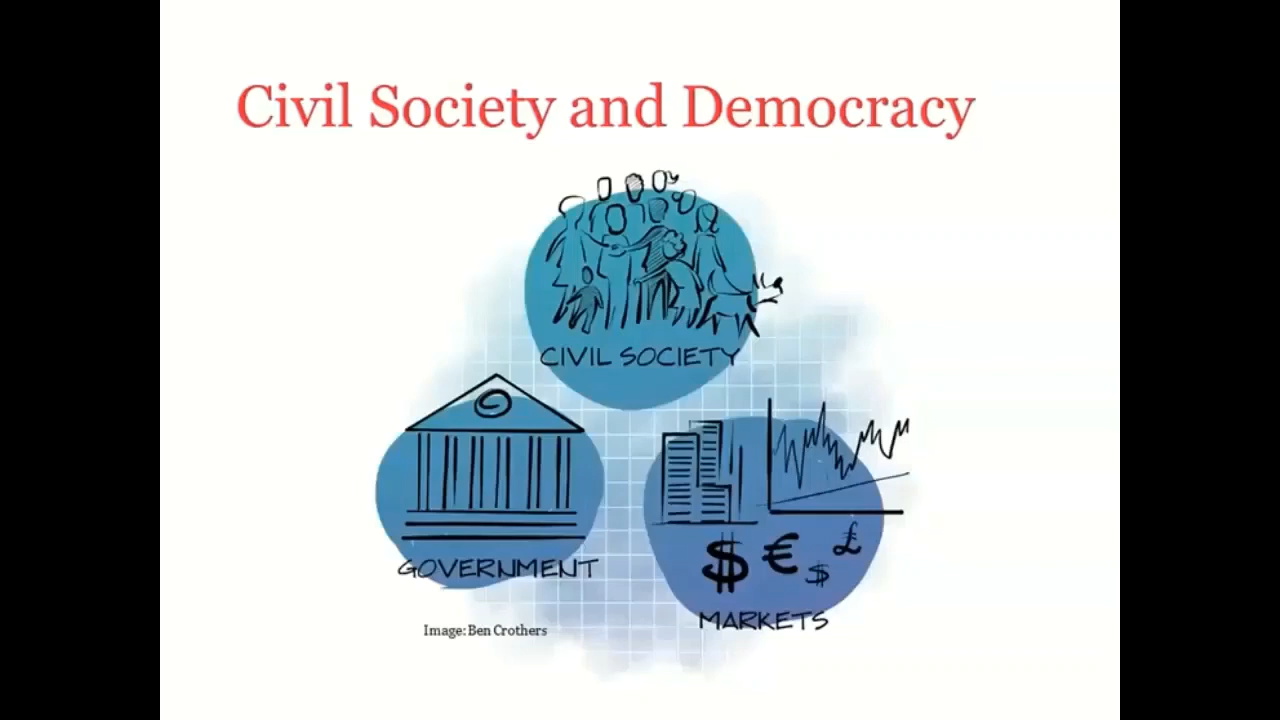 Civil Society and Democracy
CIVIL SOCIETY
GOVERNMENT
$ € $ £
MARKETS
Image: Ben Crothers